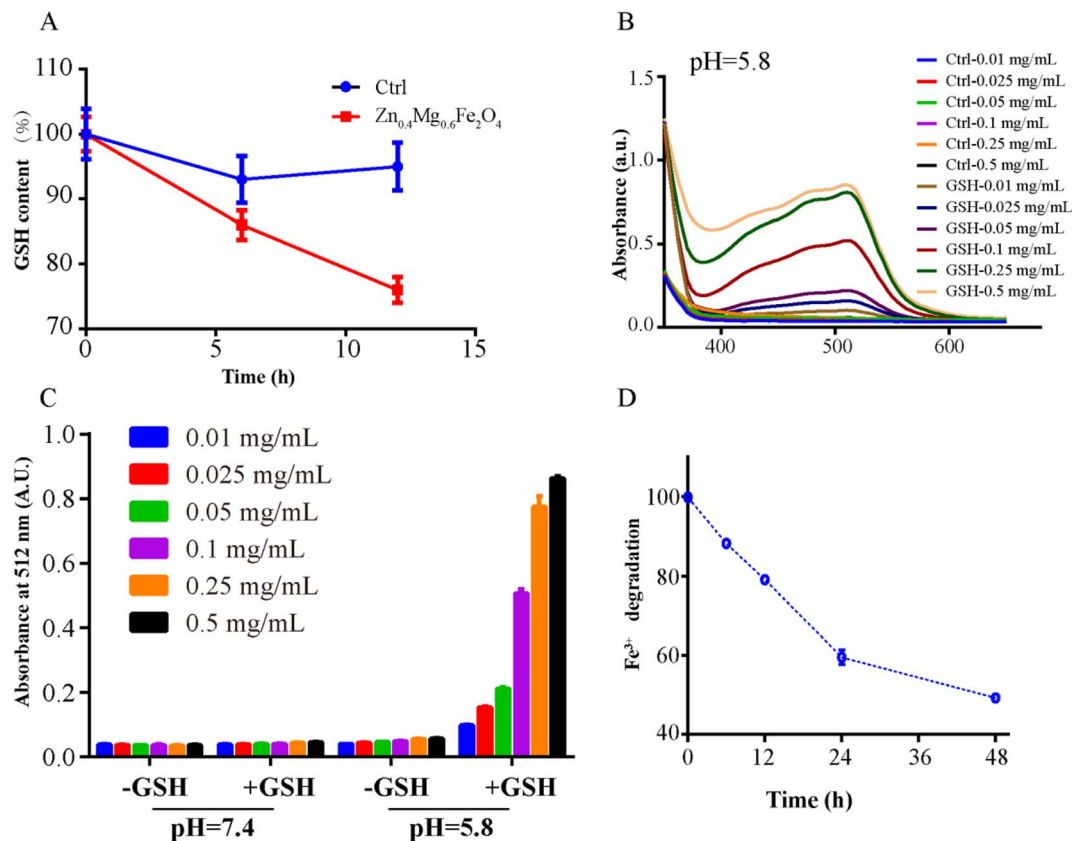 A
110
100
90
80
70
GSH content (%)
Ctrl
Zn0.4Mg0.6Fe2O4
0
5
10
15
Time (h)
B
pH=5.8
1.5
1.0
0.5
0.0
Absorbance (a.u.)
400
500
600
Ctrl-0.01 mg/mL
Ctrl-0.025 mg/mL
Ctrl-0.05 mg/mL
Ctrl-0.1 mg/mL
Ctrl-0.25 mg/mL
Ctrl-0.5 mg/mL
GSH-0.01 mg/mL
GSH-0.025 mg/mL
GSH-0.05 mg/mL
GSH-0.1 mg/mL
GSH-0.25 mg/mL
GSH-0.5 mg/mL
C
1.0
0.8
0.6
0.4
0.2
0.0
Absorbance at 512 nm (A.U.)
0.01 mg/mL
0.025 mg/mL
0.05 mg/mL
0.1 mg/mL
0.25 mg/mL
0.5 mg/mL
-GSH +GSH -GSH +GSH
pH=7.4 pH=5.8
D
100
80
60
40
Fe³⁺ degradation
0
12
24
36
48
Time (h)